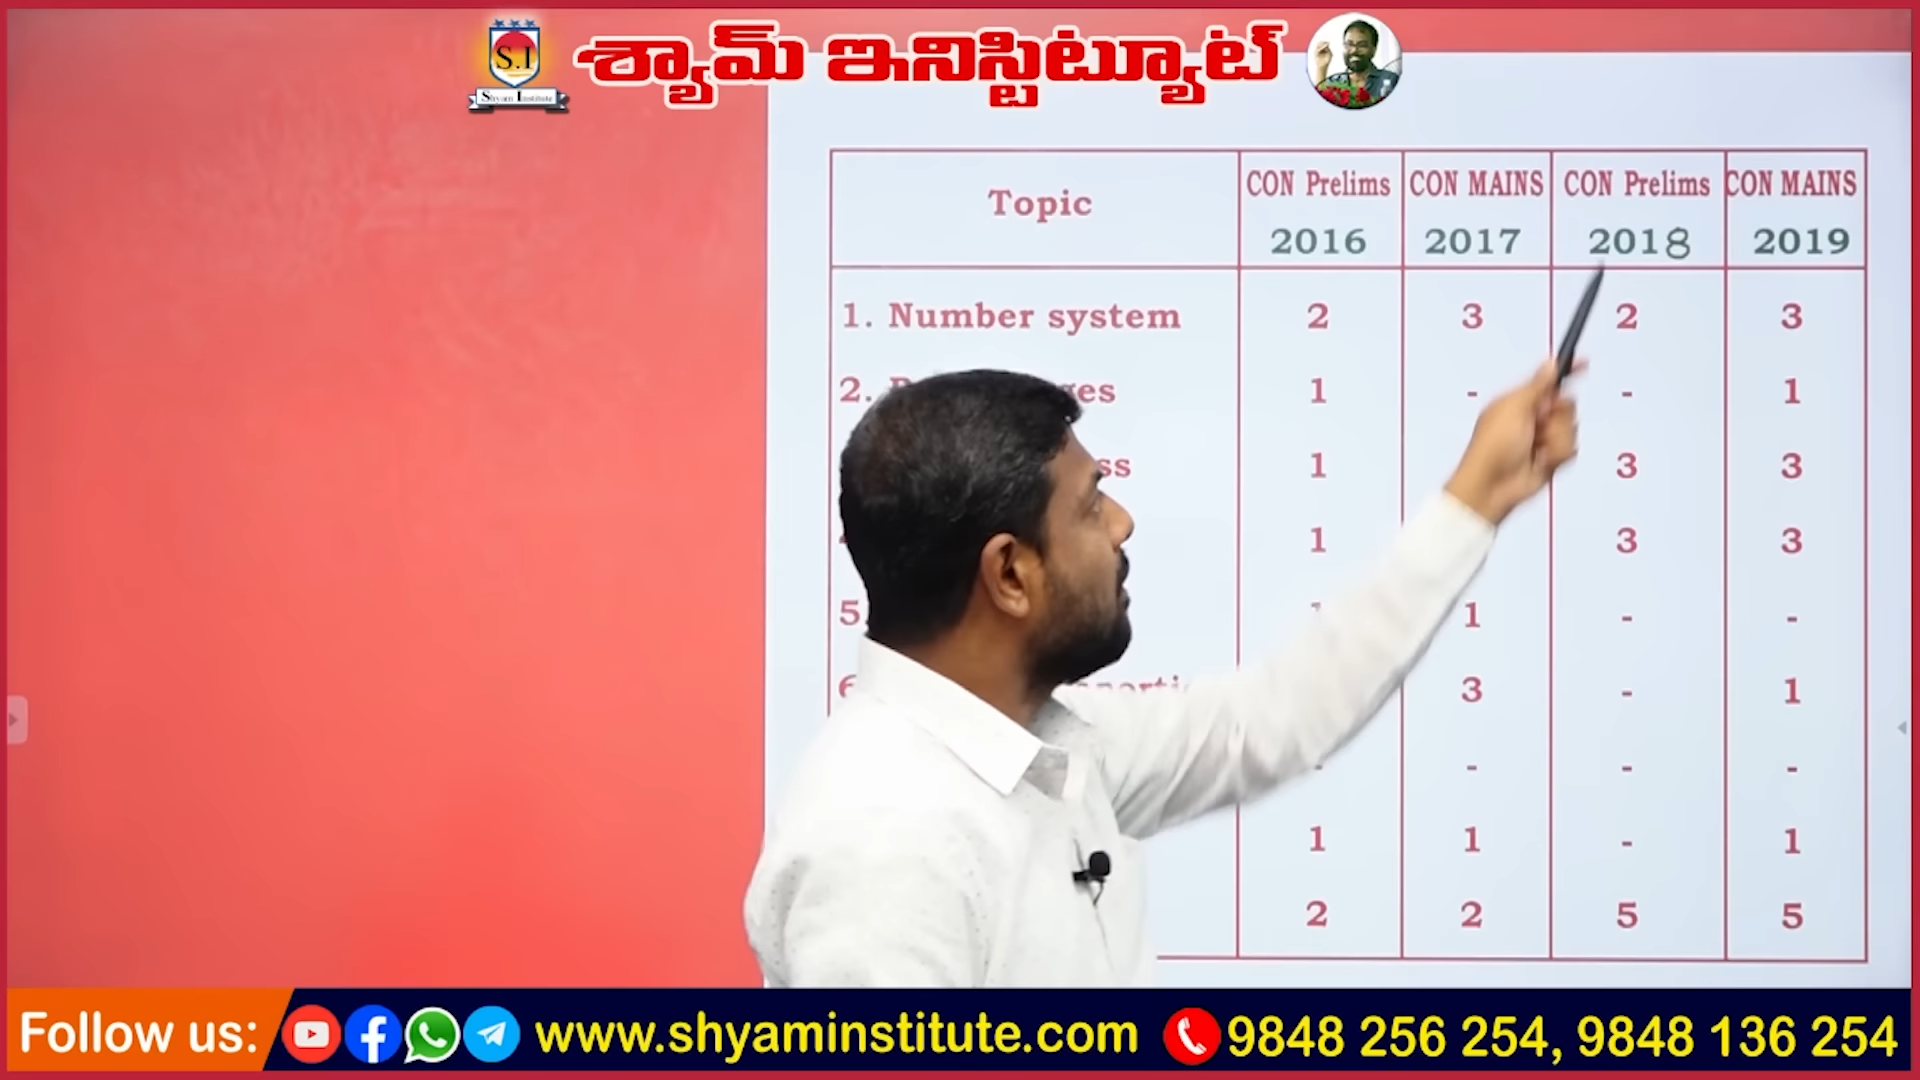 S.I
Shyam Institute
శ్యామ్ ఇనిస్టిట్యూట్
Topic CON Prelims 2016 CON MAINS 2017 CON Prelims 2018 CON MAINS 2019
1. Number system 2 3 2 3
2. 1 - - 1
1 3 3
1 3 3
5. 1 - -
6 3 - 1
- - - -
1 1 - 1
2 2 5 5
Follow us: www.shyaminstitute.com 9848 256 254, 9848 136 254